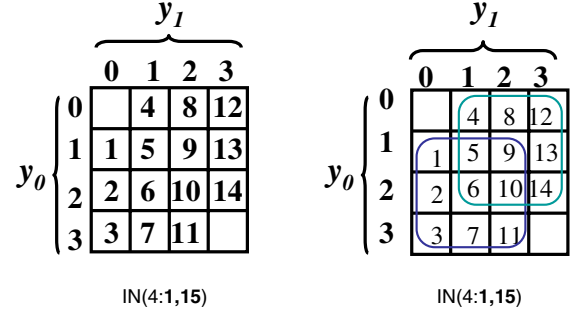 y1 y1
0 1 2 3 0 1 2 3
0 4 8 12 0 4 8 12
y0 1 1 5 9 13 y0 1 1 5 9 13
2 2 6 10 14 2 2 6 10 14
3 3 7 11 3 3 7 11
IN(4:1,15) IN(4:1,15)